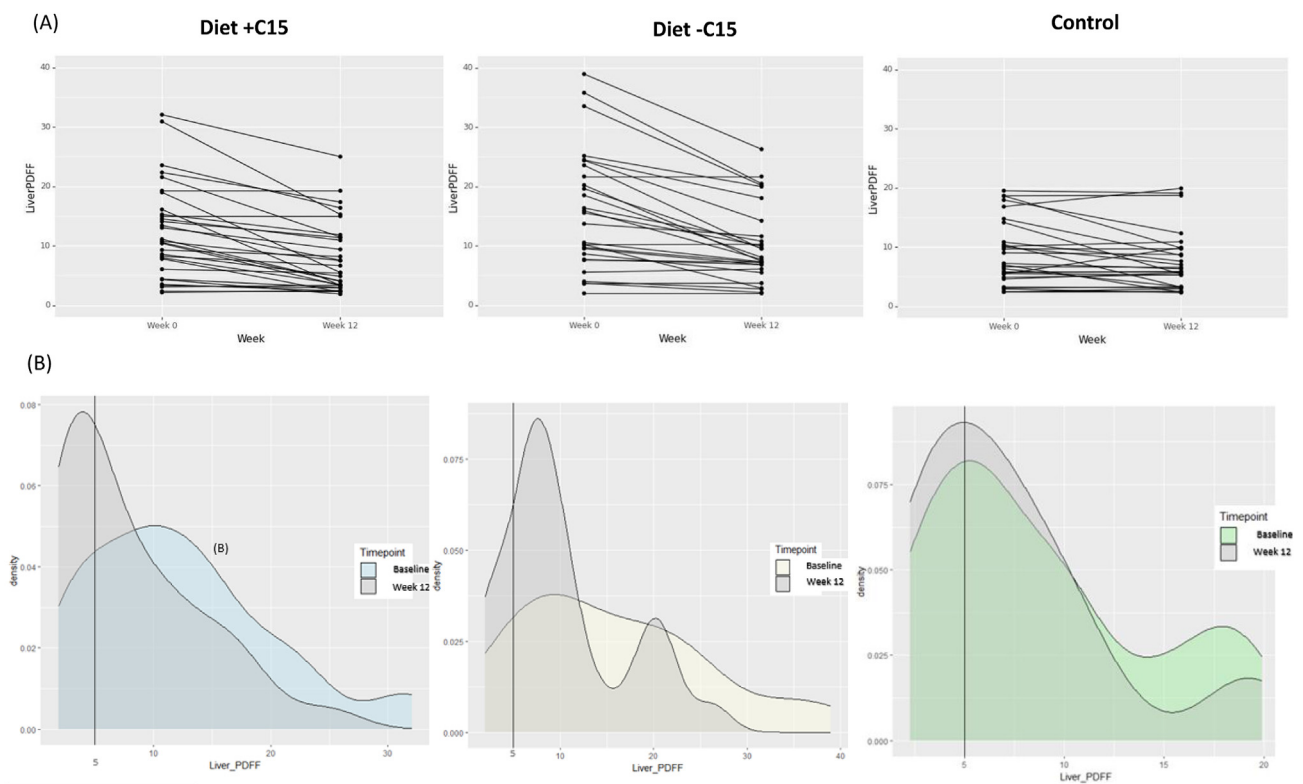 (A)
Diet +C15
Diet -C15
Control
40
30
20
10
0
LiverPDFF
Week 0
Week 12
Week
40
30
20
10
0
LiverPDFF
Week 0
Week 12
Week
40
30
20
10
0
LiverPDFF
Week 0
Week 12
Week
(B)
0.08
0.06
0.04
0.02
0.00
density
(B)
Timepoint
Baseline
Week 12
5
10
20
30
Liver_PDFF
0.075
0.050
0.025
0.000
density
Timepoint
Baseline
Week 12
5
10
20
30
40
Liver_PDFF
0.075
0.050
0.025
0.000
density
Timepoint
Baseline
Week 12
5
10
15
20
Liver_PDFF